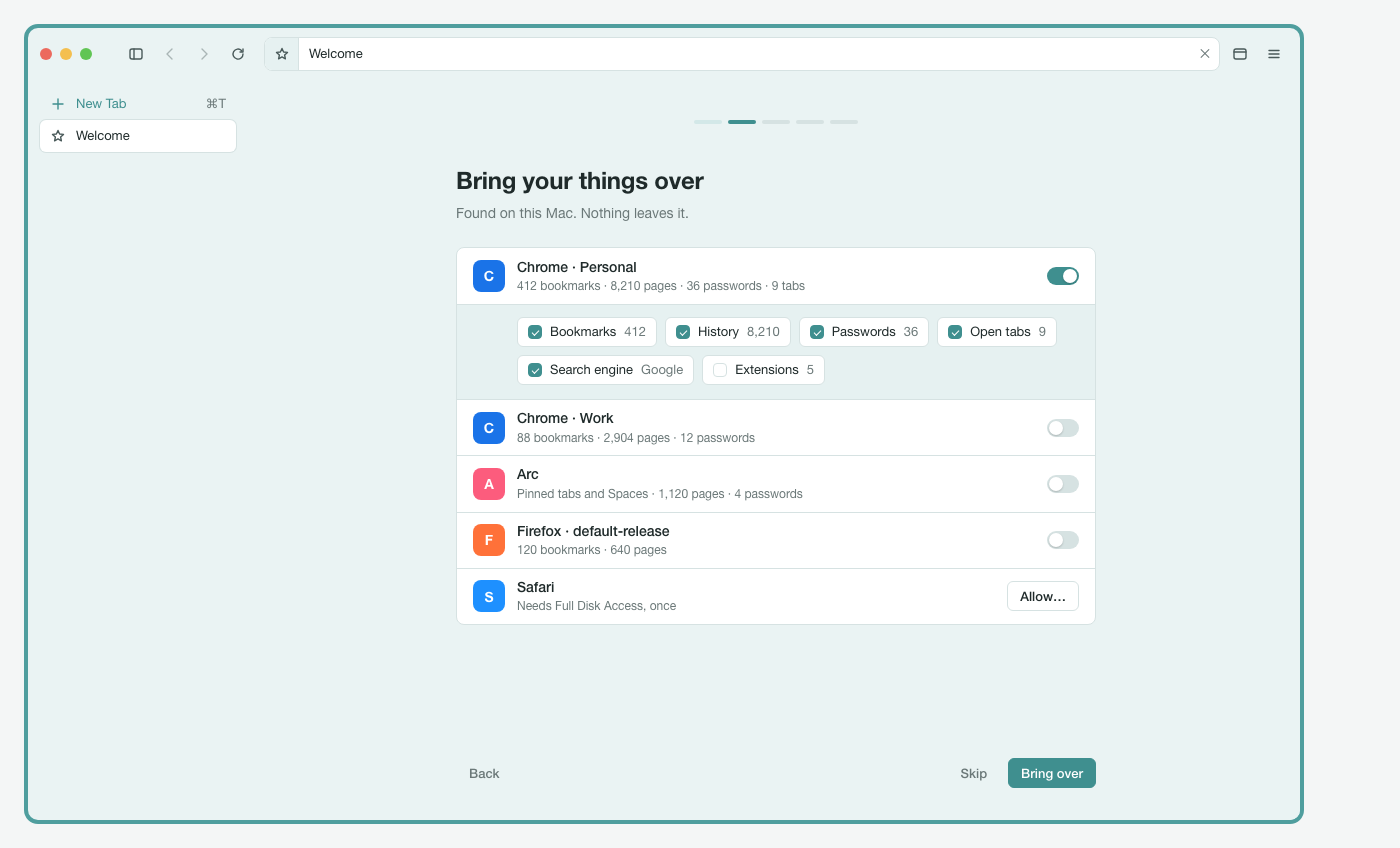 Welcome
New Tab ⌘T
Welcome
Bring your things over
Found on this Mac. Nothing leaves it.
C
Chrome · Personal
412 bookmarks · 8,210 pages · 36 passwords · 9 tabs
Bookmarks 412
History 8,210
Passwords 36
Open tabs 9
Search engine Google
Extensions 5
C
Chrome · Work
88 bookmarks · 2,904 pages · 12 passwords
A
Arc
Pinned tabs and Spaces · 1,120 pages · 4 passwords
F
Firefox · default-release
120 bookmarks · 640 pages
S
Safari
Needs Full Disk Access, once
Allow...
Back
Skip
Bring over